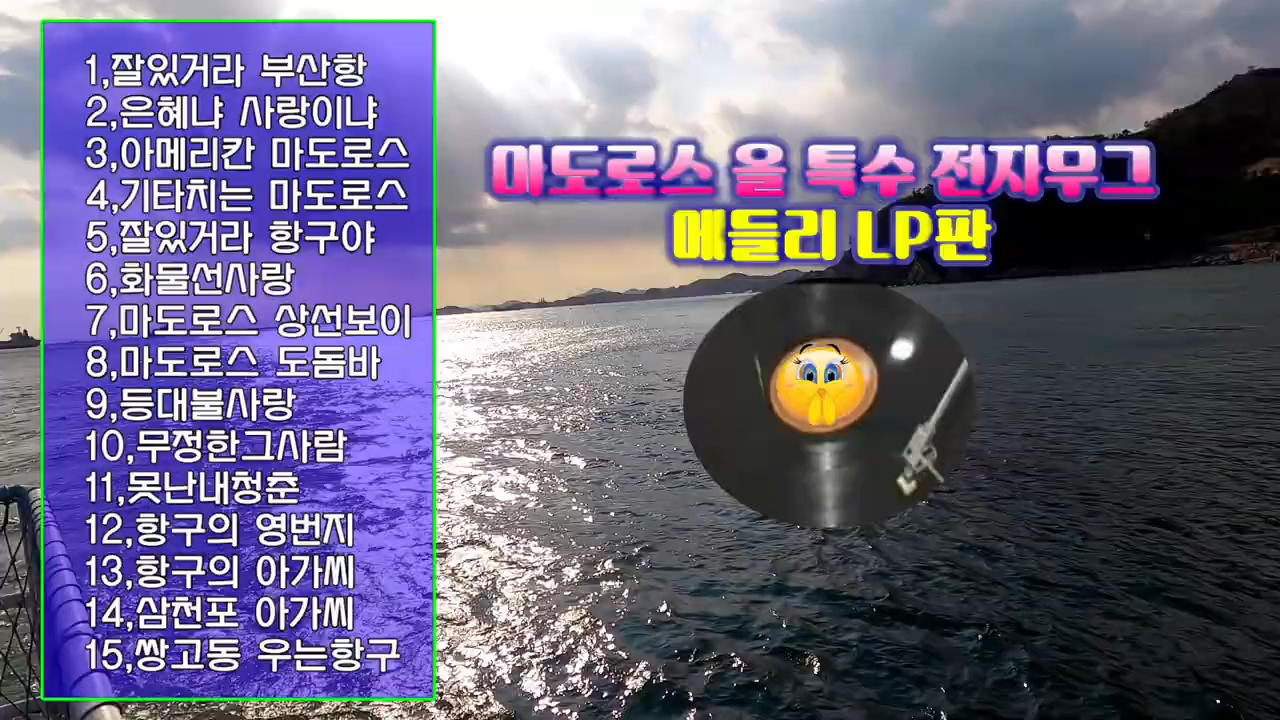 1,잘있거라 부산항
2,은혜냐 사랑이냐
3,아메리칸 마도로스
4,기타치는 마도로스
5,잘있거라 항구야
6,화물선사랑
7,마도로스 상선보이
8,마도로스 도돔바
9,등대불사랑
10,무정한그사람
11,못난내청춘
12,항구의 영번지
13,항구의 아가씨
14,삼천포 아가씨
15,쌍고동 우는항구
마도로스 올 특수 전자무그
메들리 LP판